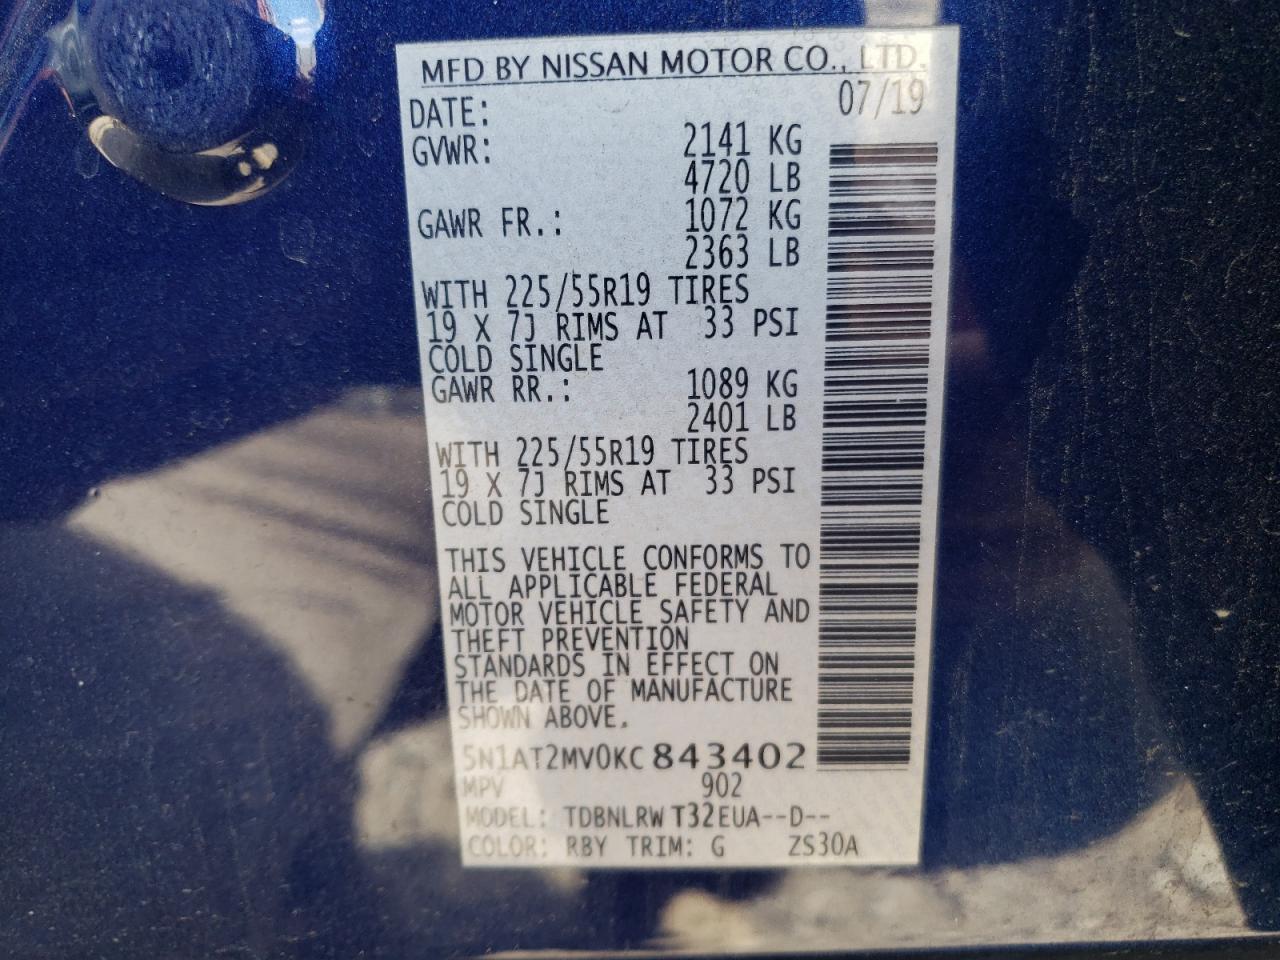 MFD BY NISSAN MOTOR CO., LTD.
DATE: 07/19
GVWR: 2141 KG
4720 LB
GAWR FR.: 1072 KG
2363 LB
WITH 225/55R19 TIRES
19 X 7J RIMS AT 33 PSI
COLD SINGLE
GAWR RR.: 1089 KG
2401 LB
WITH 225/55R19 TIRES
19 X 7J RIMS AT 33 PSI
COLD SINGLE
THIS VEHICLE CONFORMS TO
ALL APPLICABLE FEDERAL
MOTOR VEHICLE SAFETY AND
THEFT PREVENTION
STANDARDS IN EFFECT ON
THE DATE OF MANUFACTURE
SHOWN ABOVE.
5N1AT2MV0KC843402
MPV 902
MODEL: TDBNLRW T32EUA--D--
COLOR: RBY TRIM: G ZS30A